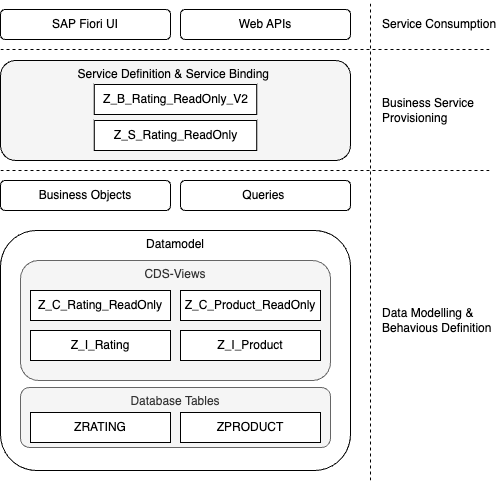 SAP Fiori UI
Web APIs
Service Consumption
Service Definition & Service Binding
Z_B_Rating_ReadOnly_V2
Z_S_Rating_ReadOnly
Business Service
Provisioning
Business Objects
Queries
Datamodel
CDS-Views
Z_C_Rating_ReadOnly
Z_C_Product_ReadOnly
Z_I_Rating
Z_I_Product
Data Modelling &
Behavious Definition
Database Tables
ZRATING
ZPRODUCT